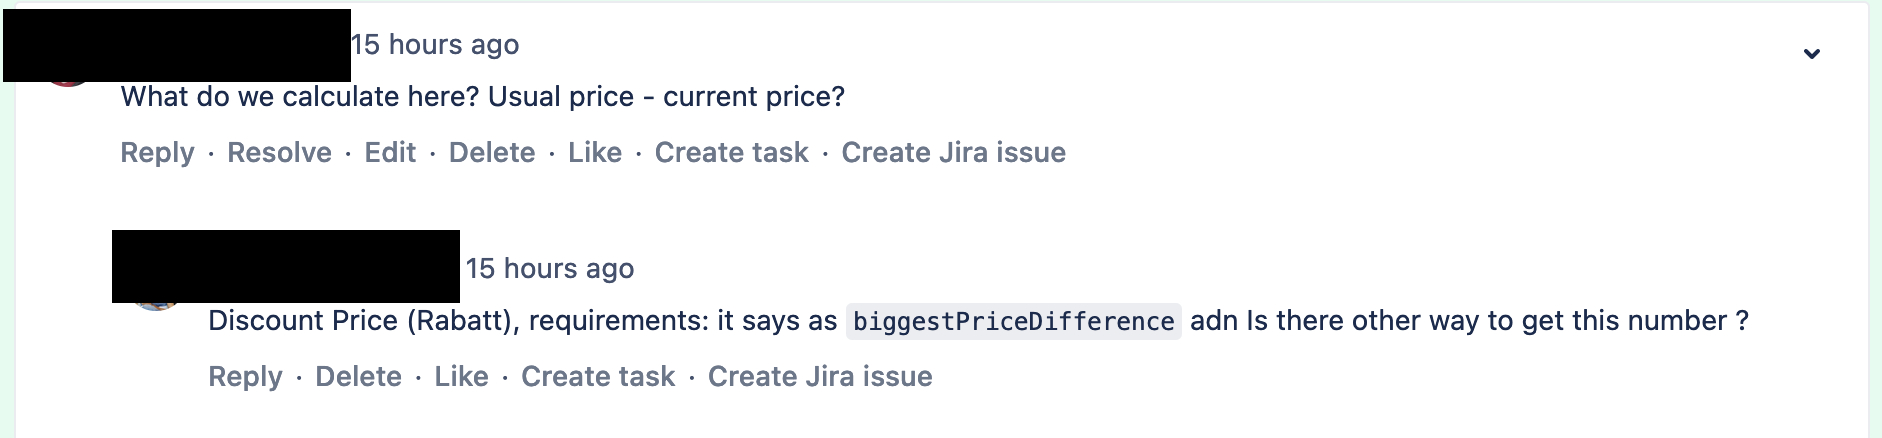 15 hours ago
What do we calculate here? Usual price - current price?
Reply · Resolve · Edit · Delete · Like · Create task · Create Jira issue
15 hours ago
Discount Price (Rabatt), requirements: it says as biggestPriceDifference adn Is there other way to get this number ?
Reply · Delete · Like · Create task · Create Jira issue